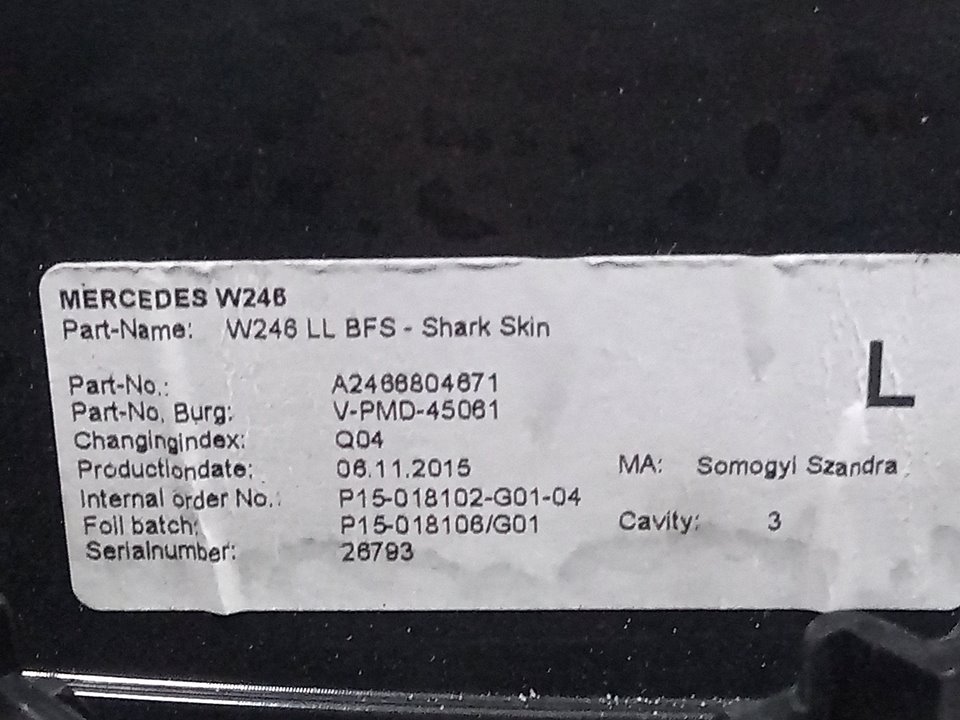 MERCEDES W246
Part-Name: W246 LL BFS - Shark Skin
L
Part-No.: A2466804671
Part-No. Burg: V-PMD-45061
Changingindex: Q04
Productiondate: 06.11.2015 MA: Somogyi Szandra
Internal order No.: P15-018102-G01-04
Foil batch: P15-018106/G01 Cavity: 3
Serialnumber: 26793